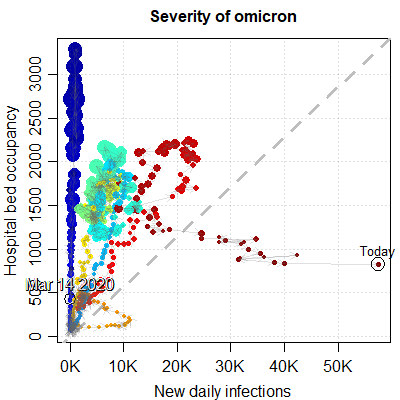 Severity of omicron
Hospital bed occupancy
3000
2500
2000
1500
1000
500
0
Today
Mar 14 2020
0K
10K
20K
30K
40K
50K
New daily infections